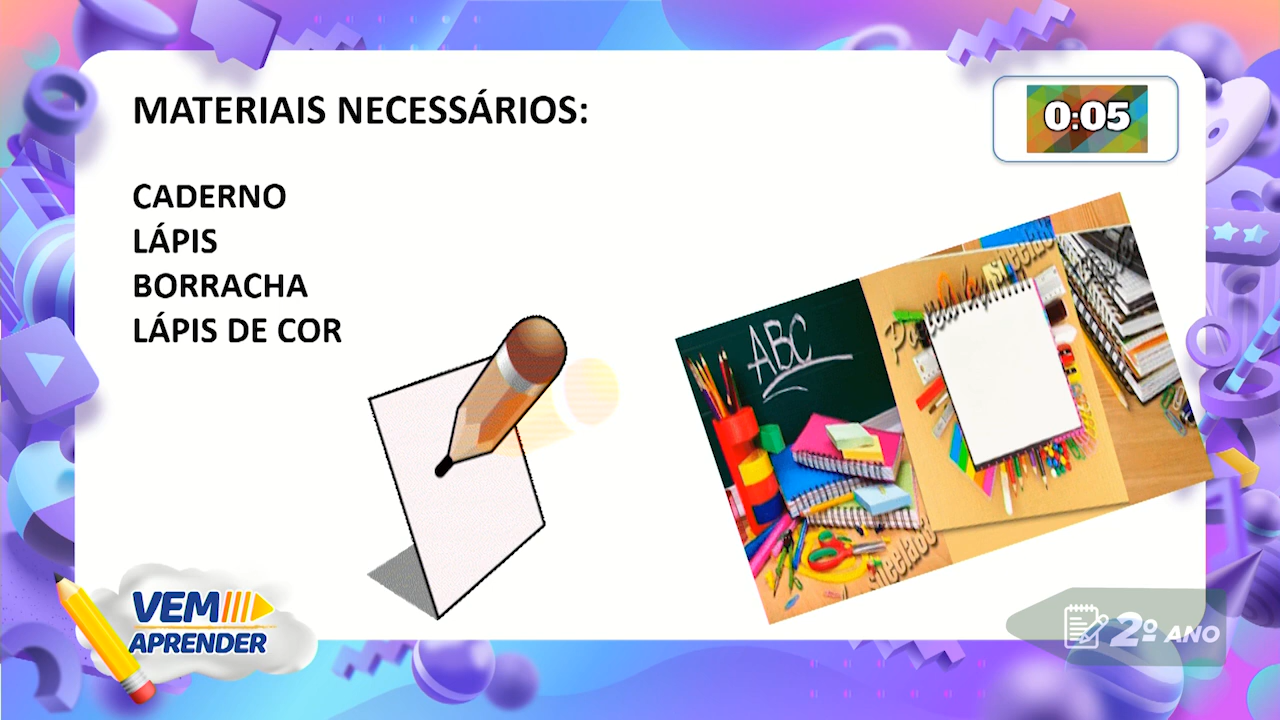 MATERIAIS NECESSÁRIOS:
0:05
CADERNO
LÁPIS
BORRACHA
LÁPIS DE COR
ABC
VEM
APRENDER
2º ANO